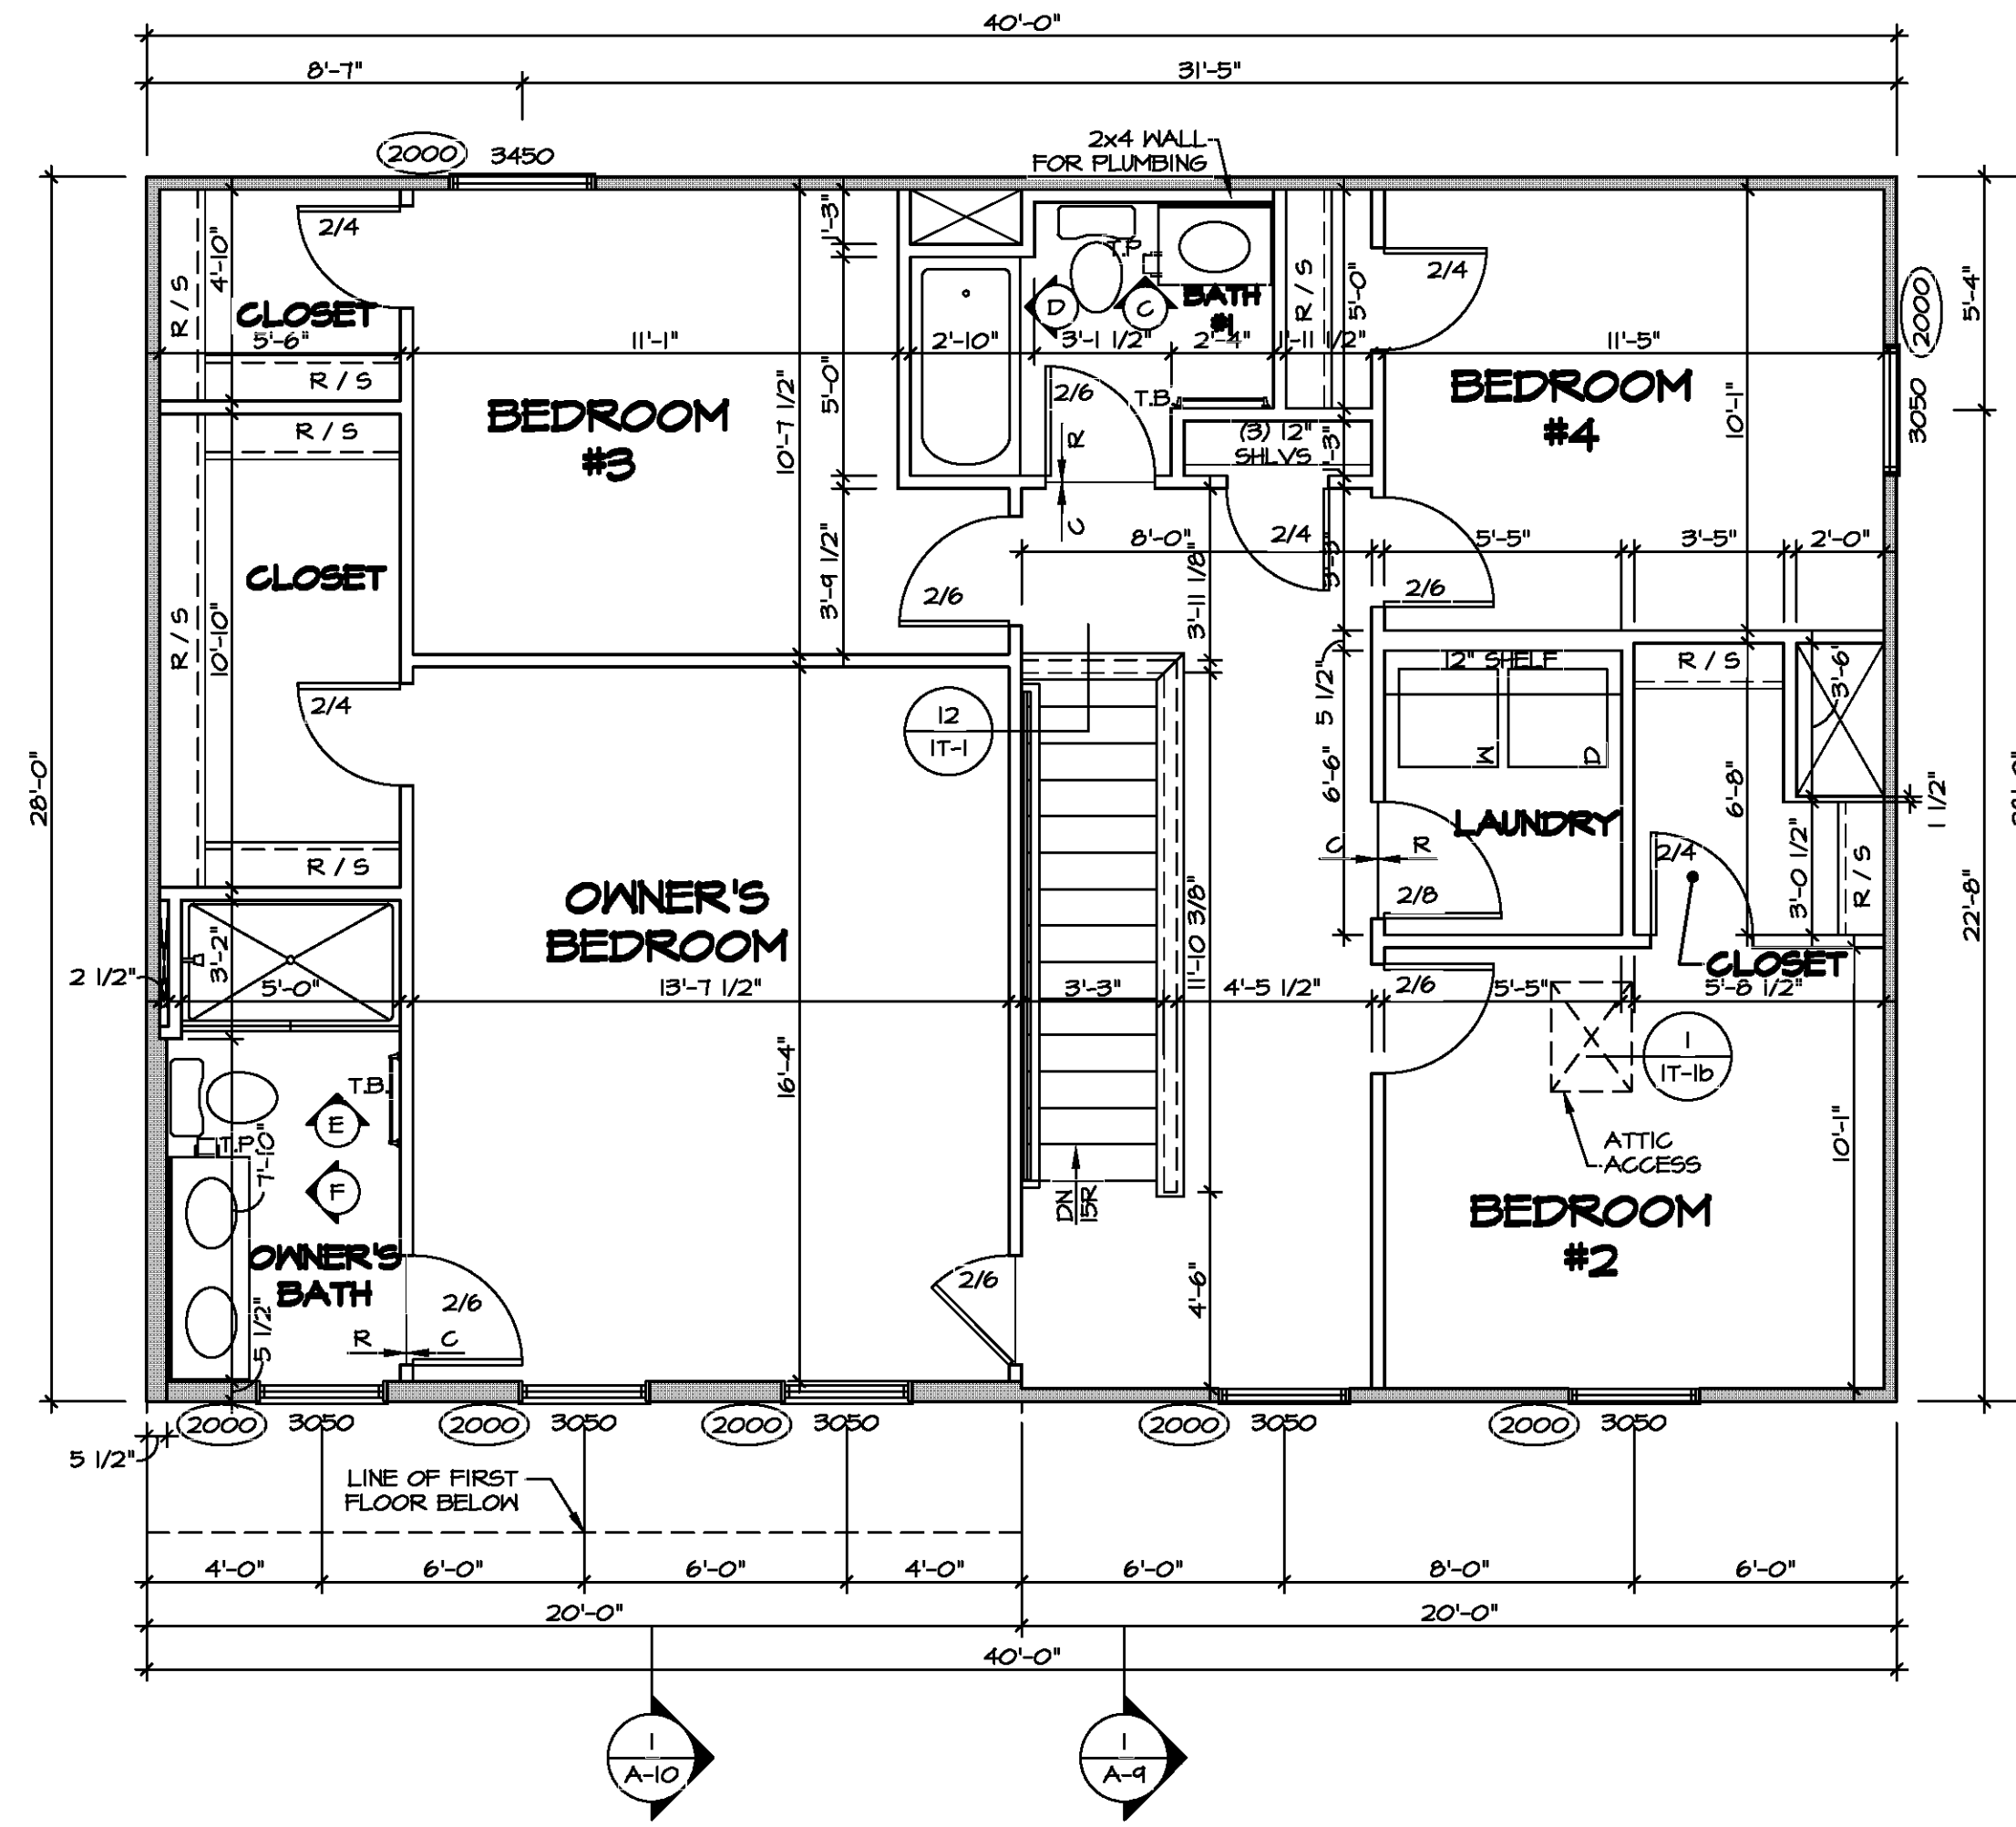 40'-0"
8'-7"
31'-5"
2x4 WALL
FOR PLUMBING
2000
3450
2/4
4'-10"
R / S
CLOSET
5'-6"
R / S
11'-1"
1'-3"
5'-0"
10'-7 1/2"
BEDROOM
#3
2'-10"
3'-1 1/2"
2'-4"
1'-11 1/2"
T.P.
D
C
BATH
#1
R / S
5'-0"
2/4
11'-5"
BEDROOM
#4
10'-1"
2000
3050
5'-4"
2/6
T.B.
R
C
(3) 12"
SHLVS
R / S
CLOSET
R / S
10'-10"
2/4
R / S
3'-9 1/2"
2/6
8'-0"
2/4
3'-11 1/8"
5'-5"
3'-5"
2'-0"
2/6
28'-0"
12
1T-1
5 1/2"
6'-6"
12" SHELF
W
D
LAUNDRY
R / S
3'-6"
6'-8"
1 1/2"
3'-0 1/2"
R / S
2/4
C
R
2/8
CLOSET
22'-8"
OWNER'S
BEDROOM
2 1/2"
3'-2"
5'-0"
13'-7 1/2"
3'-3"
11'-10 3/8"
4'-5 1/2"
2/6
5'-5"
5'-8 1/2"
1
1T-1b
16'-4"
T.B.
E
T.P.
7'-10"
F
ATTIC
ACCESS
10'-1"
DN
15R
BEDROOM
#2
OWNER'S
BATH
5 1/2"
2/6
R
C
2/6
4'-6"
2000
3050
2000
3050
2000
3050
2000
3050
2000
3050
5 1/2"
LINE OF FIRST
FLOOR BELOW
4'-0"
6'-0"
6'-0"
4'-0"
6'-0"
8'-0"
6'-0"
20'-0"
20'-0"
40'-0"
1
A-10
1
A-9